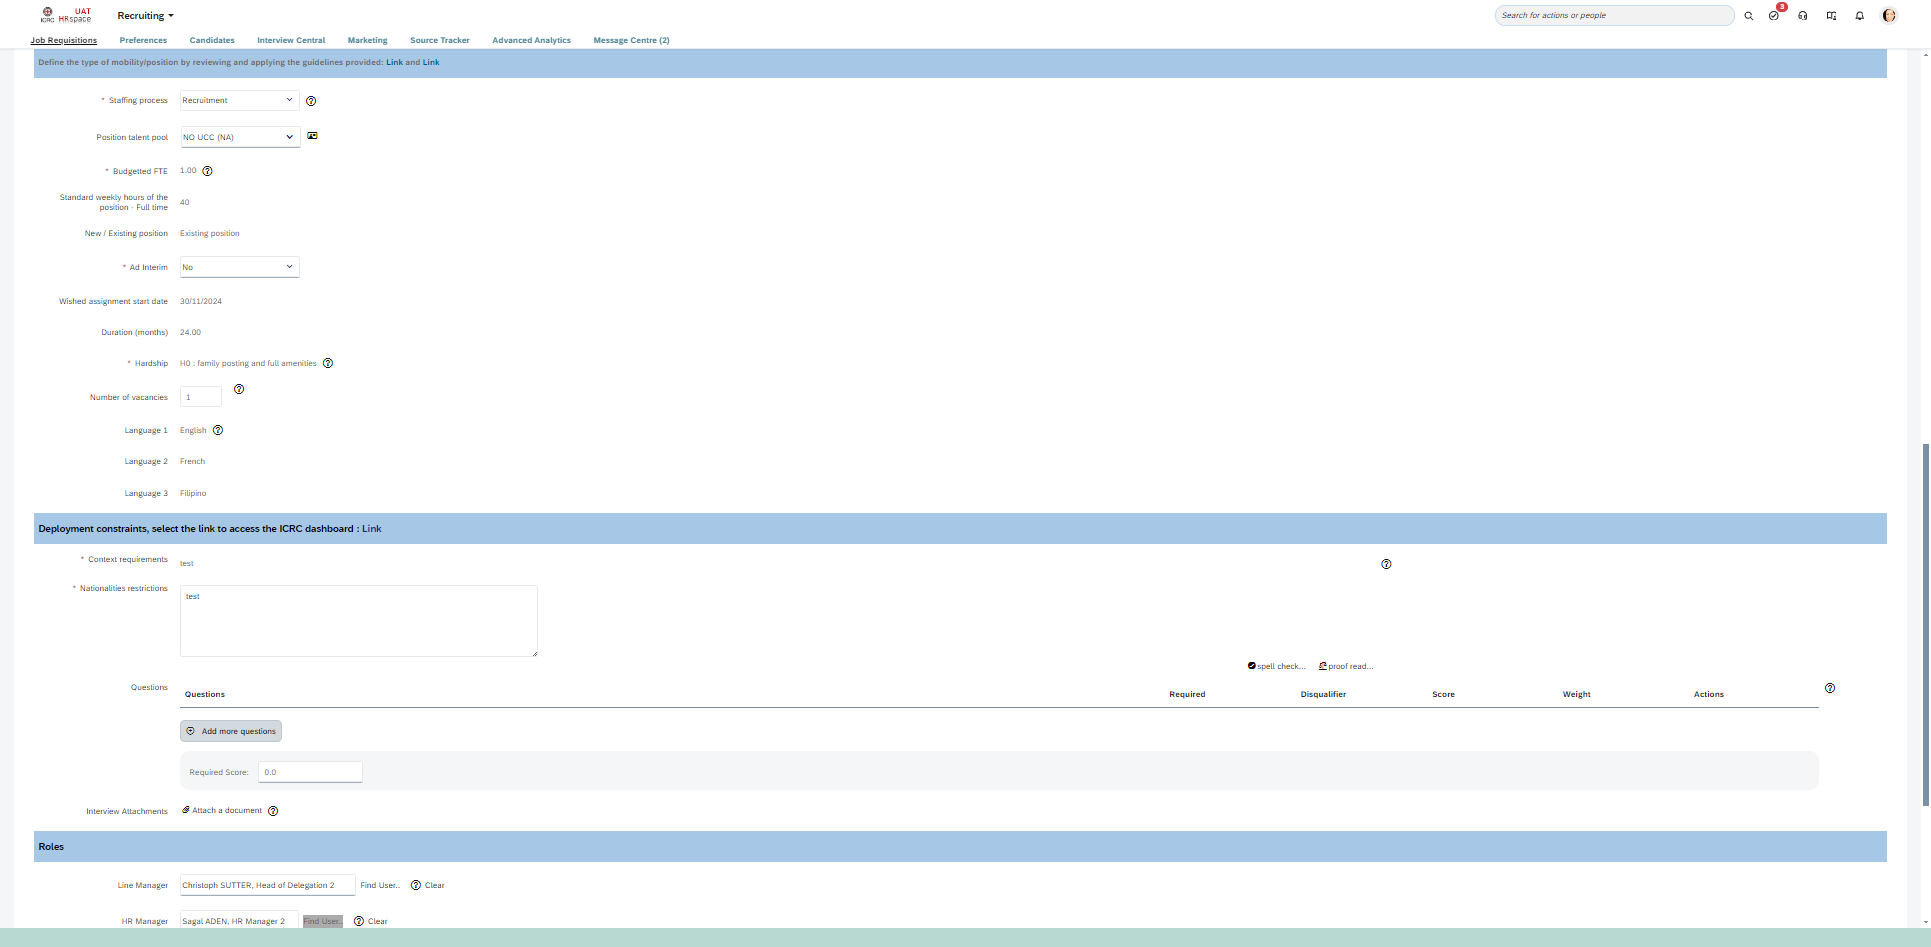 ICRC
UAT
HRspace
Recruiting
Search for actions or people
3
Job Requisitions
Preferences
Candidates
Interview Central
Marketing
Source Tracker
Advanced Analytics
Message Centre (2)
Define the type of mobility/position by reviewing and applying the guidelines provided: Link and Link
* Staffing process
Recruitment
Position talent pool
NO UCC (NA)
* Budgetted FTE
1.00
Standard weekly hours of the
position - Full time
40
New / Existing position
Existing position
* Ad Interim
No
Wished assignment start date
30/11/2024
Duration (months)
24.00
* Hardship
H0 : family posting and full amenities
Number of vacancies
1
Language 1
English
Language 2
French
Language 3
Filipino
Deployment constraints, select the link to access the ICRC dashboard : Link
* Context requirements
test
* Nationalities restrictions
test
spell check...
proof read...
Questions
Questions
Required
Disqualifier
Score
Weight
Actions
Add more questions
Required Score:
0.0
Interview Attachments
Attach a document
Roles
Line Manager
Christoph SUTTER, Head of Delegation 2
Find User..
Clear
HR Manager
Sagal ADEN, HR Manager 2
Find User..
Clear